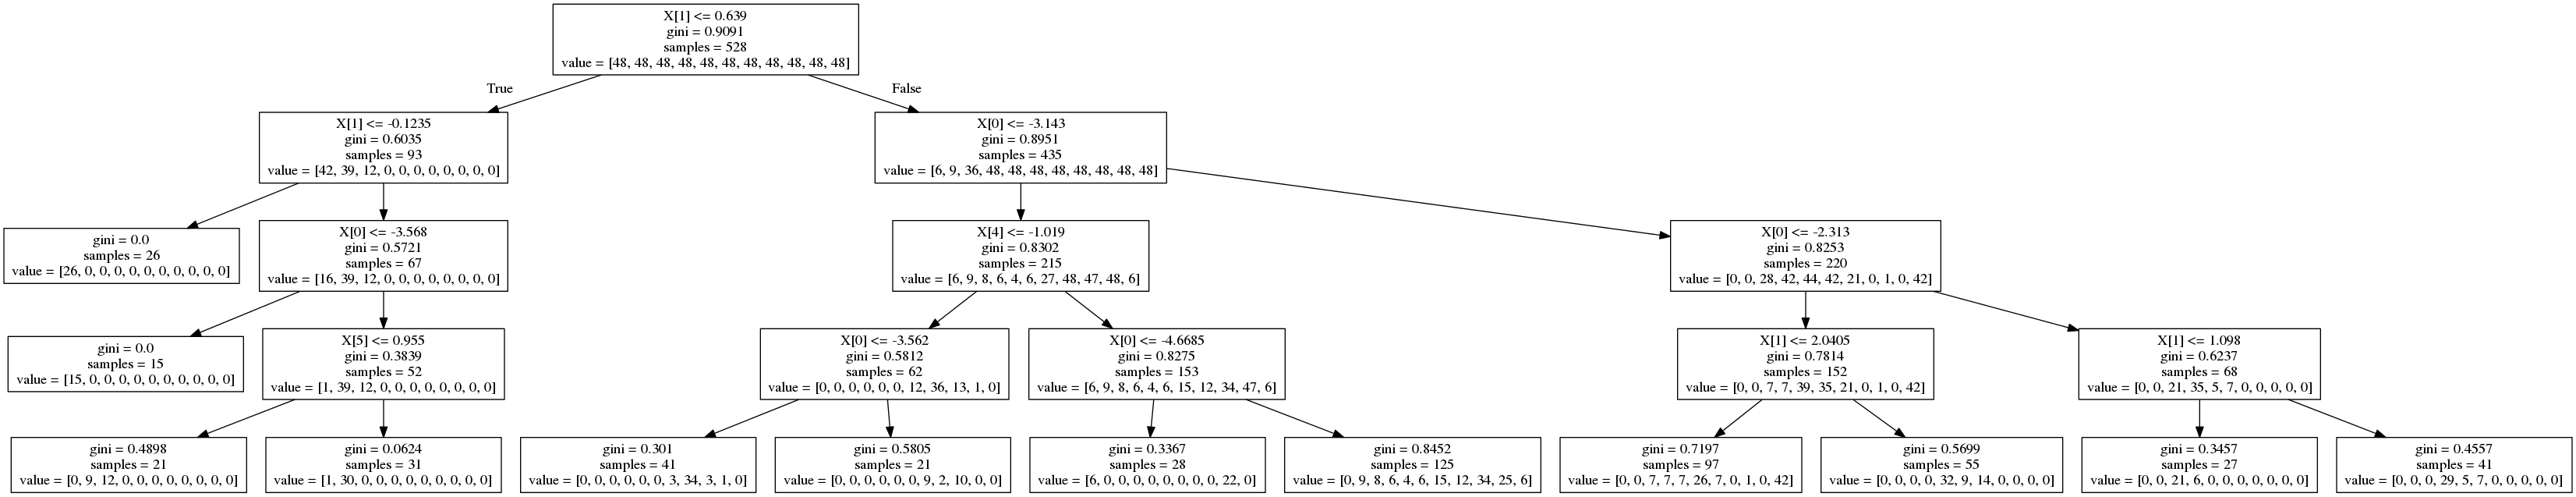 X[1] <= 0.639
gini = 0.9091
samples = 528
value = [48, 48, 48, 48, 48, 48, 48, 48, 48, 48, 48]
True
False
X[1] <= -0.1235
gini = 0.6035
samples = 93
value = [42, 39, 12, 0, 0, 0, 0, 0, 0, 0, 0]
X[0] <= -3.143
gini = 0.8951
samples = 435
value = [6, 9, 36, 48, 48, 48, 48, 48, 48, 48, 48]
gini = 0.0
samples = 26
value = [26, 0, 0, 0, 0, 0, 0, 0, 0, 0, 0]
X[0] <= -3.568
gini = 0.5721
samples = 67
value = [16, 39, 12, 0, 0, 0, 0, 0, 0, 0, 0]
X[4] <= -1.019
gini = 0.8302
samples = 215
value = [6, 9, 8, 6, 4, 6, 27, 48, 47, 48, 6]
X[0] <= -2.313
gini = 0.8253
samples = 220
value = [0, 0, 28, 42, 44, 42, 21, 0, 1, 0, 42]
gini = 0.0
samples = 15
value = [15, 0, 0, 0, 0, 0, 0, 0, 0, 0, 0]
X[5] <= 0.955
gini = 0.3839
samples = 52
value = [1, 39, 12, 0, 0, 0, 0, 0, 0, 0, 0]
X[0] <= -3.562
gini = 0.5812
samples = 62
value = [0, 0, 0, 0, 0, 0, 12, 36, 13, 1, 0]
X[0] <= -4.6685
gini = 0.8275
samples = 153
value = [6, 9, 8, 6, 4, 6, 15, 12, 34, 47, 6]
X[1] <= 2.0405
gini = 0.7814
samples = 152
value = [0, 0, 7, 7, 39, 35, 21, 0, 1, 0, 42]
X[1] <= 1.098
gini = 0.6237
samples = 68
value = [0, 0, 21, 35, 5, 7, 0, 0, 0, 0, 0]
gini = 0.4898
samples = 21
value = [0, 9, 12, 0, 0, 0, 0, 0, 0, 0, 0]
gini = 0.0624
samples = 31
value = [1, 30, 0, 0, 0, 0, 0, 0, 0, 0, 0]
gini = 0.301
samples = 41
value = [0, 0, 0, 0, 0, 0, 3, 34, 3, 1, 0]
gini = 0.5805
samples = 21
value = [0, 0, 0, 0, 0, 0, 9, 2, 10, 0, 0]
gini = 0.3367
samples = 28
value = [6, 0, 0, 0, 0, 0, 0, 0, 0, 22, 0]
gini = 0.8452
samples = 125
value = [0, 9, 8, 6, 4, 6, 15, 12, 34, 25, 6]
gini = 0.7197
samples = 97
value = [0, 0, 7, 7, 7, 26, 7, 0, 1, 0, 42]
gini = 0.5699
samples = 55
value = [0, 0, 0, 0, 32, 9, 14, 0, 0, 0, 0]
gini = 0.3457
samples = 27
value = [0, 0, 21, 6, 0, 0, 0, 0, 0, 0, 0]
gini = 0.4557
samples = 41
value = [0, 0, 0, 29, 5, 7, 0, 0, 0, 0, 0]